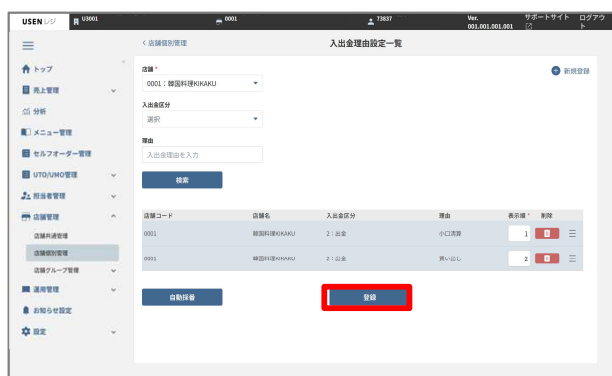 USEN レジ U3001 0001 73837 Ver. 001.001.001.001 サポートサイト ログアウト
トップ
売上管理
分析
メニュー管理
セルフオーダー管理
UTO/UMO管理
担当者管理
店舗管理
店舗共通管理
店舗個別管理
店舗グループ管理
運用管理
お知らせ設定
設定
< 店舗個別管理 入出金理由設定一覧
店舗 * 新規登録
0001：韓国料理KIKAKU
入出金区分
選択
理由
入出金理由を入力
検索
店舗コード 店舗名 入出金区分 理由 表示順 * 削除
0001 韓国料理KIKAKU 2：出金 小口清算 1
0001 韓国料理KIKAKU 2：出金 買い出し 2
自動採番 登録